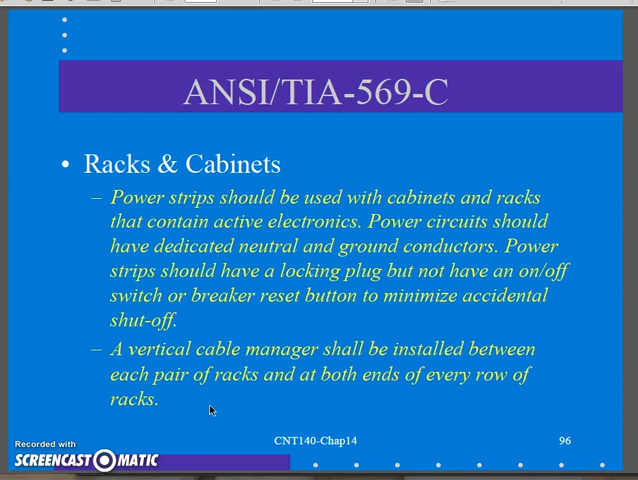 ANSI/TIA-569-C
• Racks & Cabinets
– Power strips should be used with cabinets and racks
that contain active electronics. Power circuits should
have dedicated neutral and ground conductors. Power
strips should have a locking plug but not have an on/off
switch or breaker reset button to minimize accidental
shut-off.
– A vertical cable manager shall be installed between
each pair of racks and at both ends of every row of
racks.
CNT140-Chap14 96
Recorded with
SCREENCAST-O-MATIC